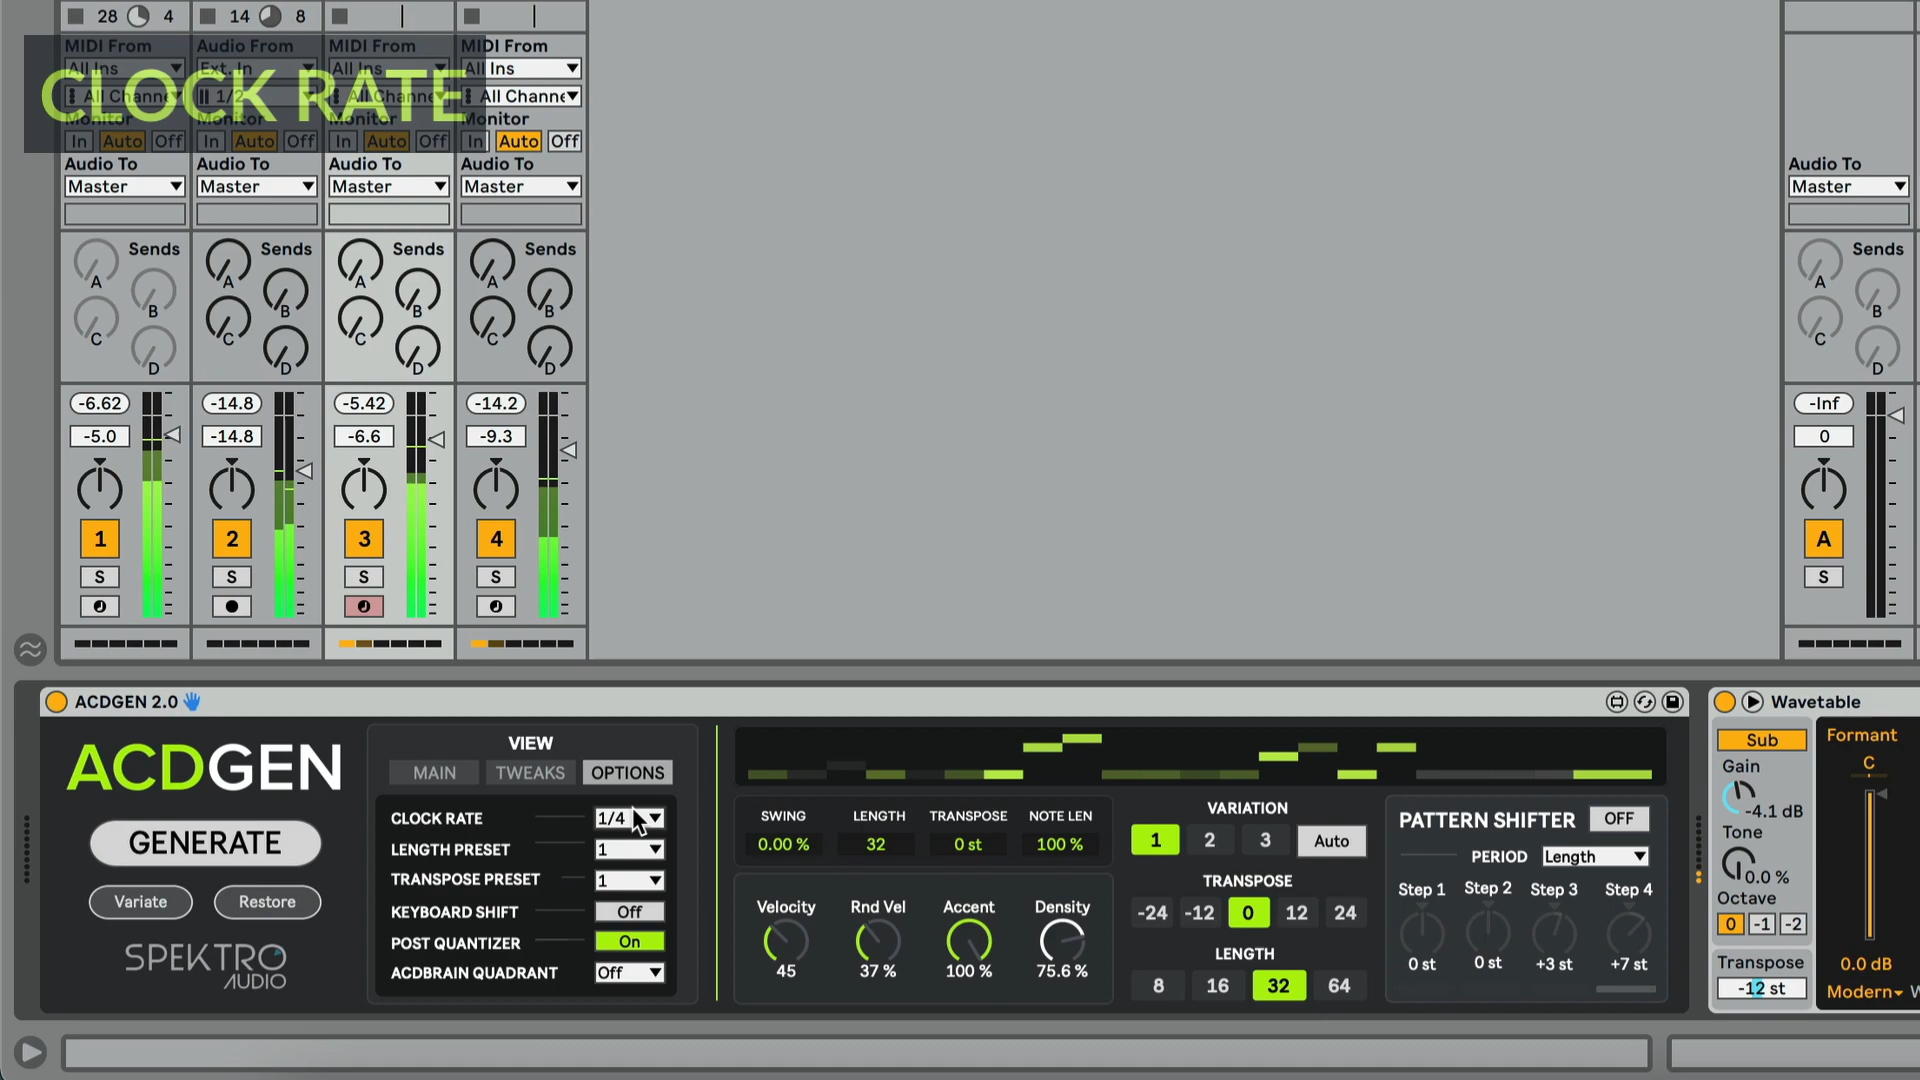 28 4 14 8
MIDI From Audio From MIDI From MIDI From
All Ins Ext. In All Ins All Ins
All Channe 1/2 All Channe All Channe
CLOCK RATE
Monitor Monitor Monitor
In Auto Off In Auto Off In Auto Off In Auto Off
Audio To Audio To Audio To Audio To Audio To
Master Master Master Master Master
Sends Sends Sends Sends Sends
A A A A A
B B B B B
C C C C C
D D D D D
-6.62 -14.8 -5.42 -14.2 -Inf
-5.0 -14.8 -6.6 -9.3 0
1 2 3 4 A
S S S S S
ACDGEN 2.0
Wavetable
ACDGEN
GENERATE
Variate Restore
SPEKTRO
AUDIO
VIEW
MAIN TWEAKS OPTIONS
CLOCK RATE 1/4
LENGTH PRESET 1
TRANSPOSE PRESET 1
KEYBOARD SHIFT Off
POST QUANTIZER On
ACDBRAIN QUADRANT Off
SWING LENGTH TRANSPOSE NOTE LEN
0.00 % 32 0 st 100 %
Velocity Rnd Vel Accent Density
45 37 % 100 % 75.6 %
VARIATION
1 2 3 Auto
TRANSPOSE
-24 -12 0 12 24
LENGTH
8 16 32 64
PATTERN SHIFTER OFF
PERIOD Length
Step 1 Step 2 Step 3 Step 4
0 st 0 st +3 st +7 st
Sub
Gain
-4.1 dB
Tone
0.0 %
Octave
0 -1 -2
Transpose
-12 st
Formant
C
0.0 dB
Modern